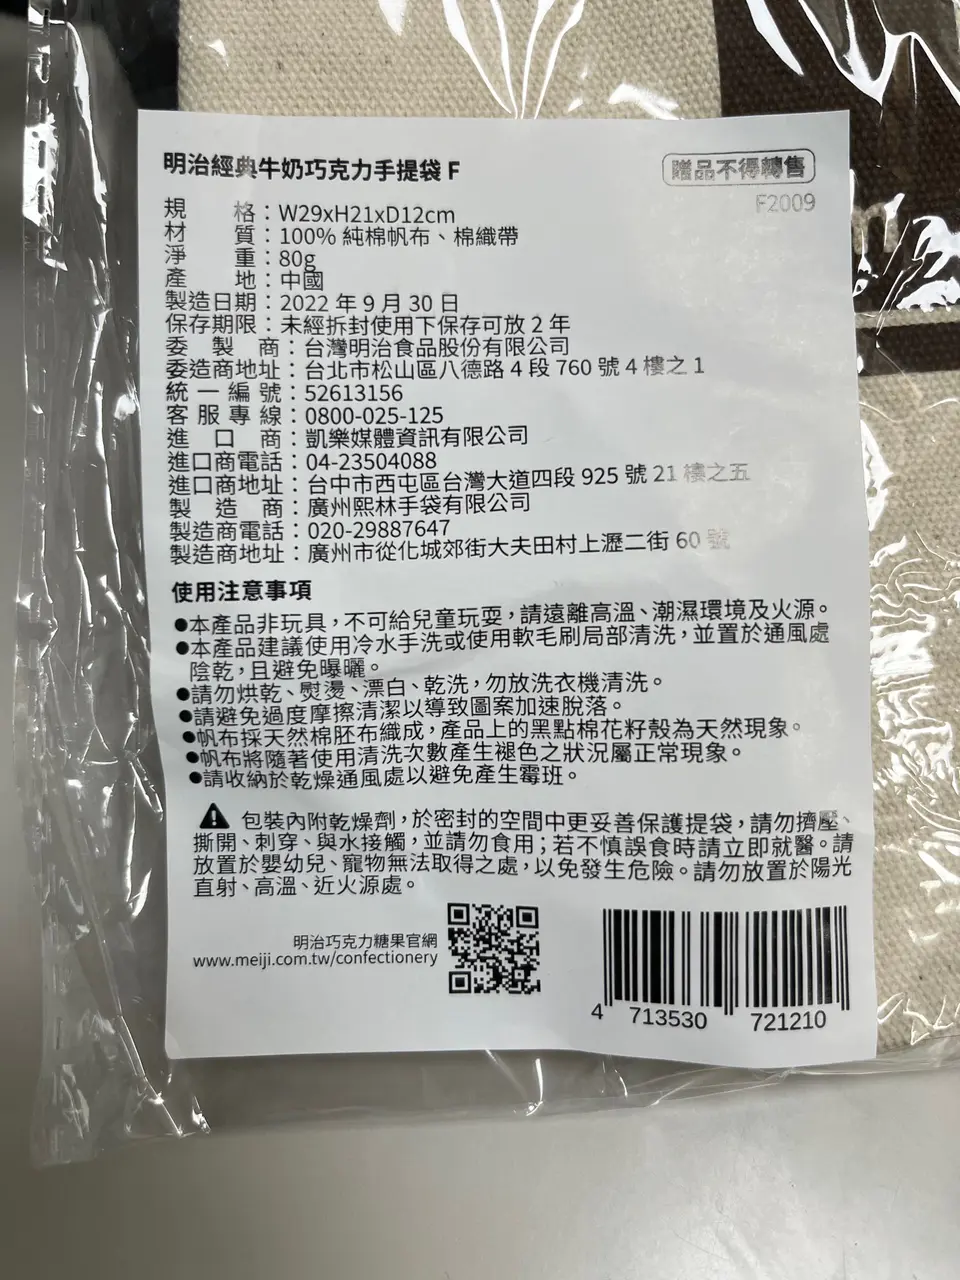 明治經典牛奶巧克力手提袋 F
贈品不得轉售
F2009
規格：W29xH21xD12cm
材質：100% 純棉帆布、棉織帶
淨重：80g
產地：中國
製造日期：2022 年 9 月 30 日
保存期限：未經拆封使用下保存可放 2 年
委製商：台灣明治食品股份有限公司
委造商地址：台北市松山區八德路 4 段 760 號 4 樓之 1
統一編號：52613156
客服專線：0800-025-125
進口商：凱樂媒體資訊有限公司
進口商電話：04-23504088
進口商地址：台中市西屯區台灣大道四段 925 號 21 樓之五
製造商：廣州熙林手袋有限公司
製造商電話：020-29887647
製造商地址：廣州市從化城郊街大夫田村上瀝二街 60 號
使用注意事項
●本產品非玩具，不可給兒童玩耍，請遠離高溫、潮濕環境及火源。
●本產品建議使用冷水手洗或使用軟毛刷局部清洗，並置於通風處
陰乾，且避免曝曬。
●請勿烘乾、熨燙、漂白、乾洗，勿放洗衣機清洗。
●請避免過度摩擦清潔以導致圖案加速脫落。
●帆布採天然棉胚布織成，產品上的黑點棉花籽殼為天然現象。
●帆布將隨著使用清洗次數產生褪色之狀況屬正常現象。
●請收納於乾燥通風處以避免產生霉班。
包裝內附乾燥劑，於密封的空間中更妥善保護提袋，請勿擠壓、
撕開、刺穿、與水接觸，並請勿食用；若不慎誤食時請立即就醫。請
放置於嬰幼兒、寵物無法取得之處，以免發生危險。請勿放置於陽光
直射、高溫、近火源處。
明治巧克力糖果官網
www.meiji.com.tw/confectionery
4 713530 721210